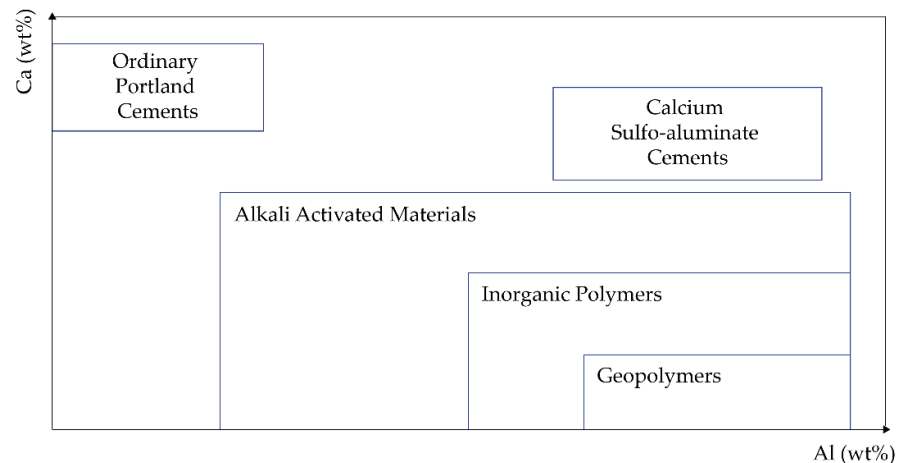 Ca (wt%)
Ordinary
Portland
Cements
Calcium
Sulfo-aluminate
Cements
Alkali Activated Materials
Inorganic Polymers
Geopolymers
Al (wt%)